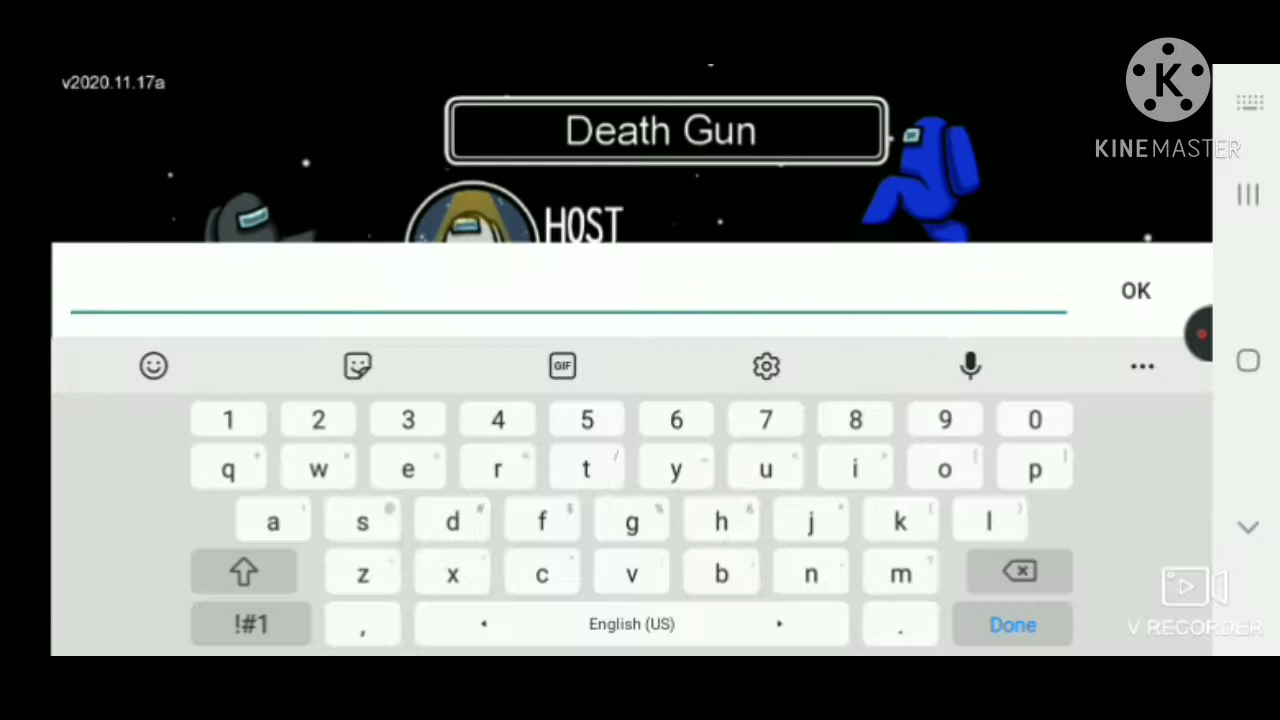 v2020.11.17a
Death Gun
HOST
KINEMASTER
OK
GIF
1 2 3 4 5 6 7 8 9 0
q w e r t y u i o p
a s d f g h j k l
z x c v b n m
!#1 , English (US) . Done
V RECORDER